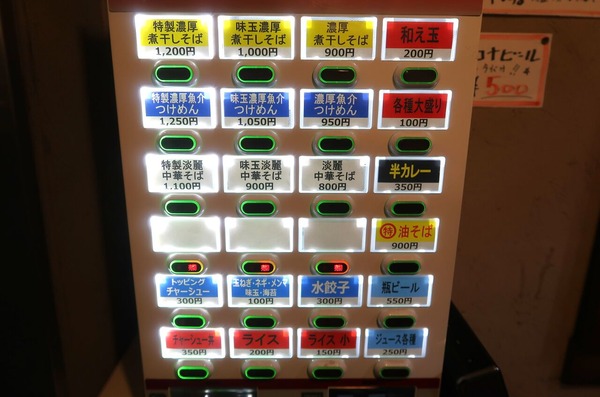 特製濃厚
煮干しそば
1,200円
味玉濃厚
煮干しそば
1,000円
濃厚
煮干しそば
900円
和え玉
200円
特製濃厚魚介
つけめん
1,250円
味玉濃厚魚介
つけめん
1,050円
濃厚魚介
つけめん
950円
各種大盛り
100円
特製淡麗
中華そば
1,100円
味玉淡麗
中華そば
900円
淡麗
中華そば
800円
半カレー
350円
特 油そば
900円
トッピング
チャーシュー
300円
玉ねぎ・ネギ・メンマ
味玉・海苔
100円
水餃子
300円
瓶ビール
550円
チャーシュー丼
350円
ライス
200円
ライス 小
150円
ジュース各種
250円
ビール
500